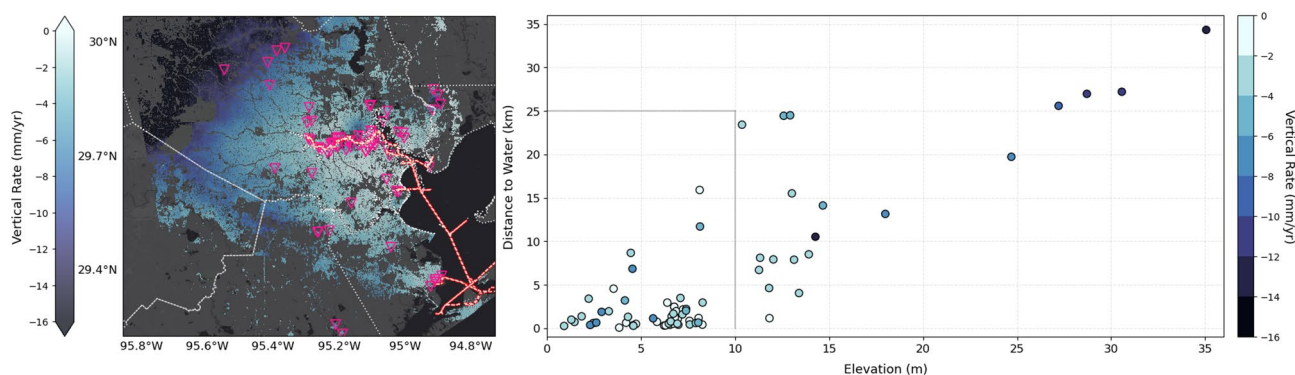 0
−2
−4
−6
−8
−10
−12
−14
−16
Vertical Rate (mm/yr)
30°N
29.7°N
29.4°N
95.8°W 95.6°W 95.4°W 95.2°W 95°W 94.8°W
35
30
25
20
15
10
5
0
Distance to Water (km)
0 5 10 15 20 25 30 35
Elevation (m)
0
−2
−4
−6
−8
−10
−12
−14
−16
Vertical Rate (mm/yr)